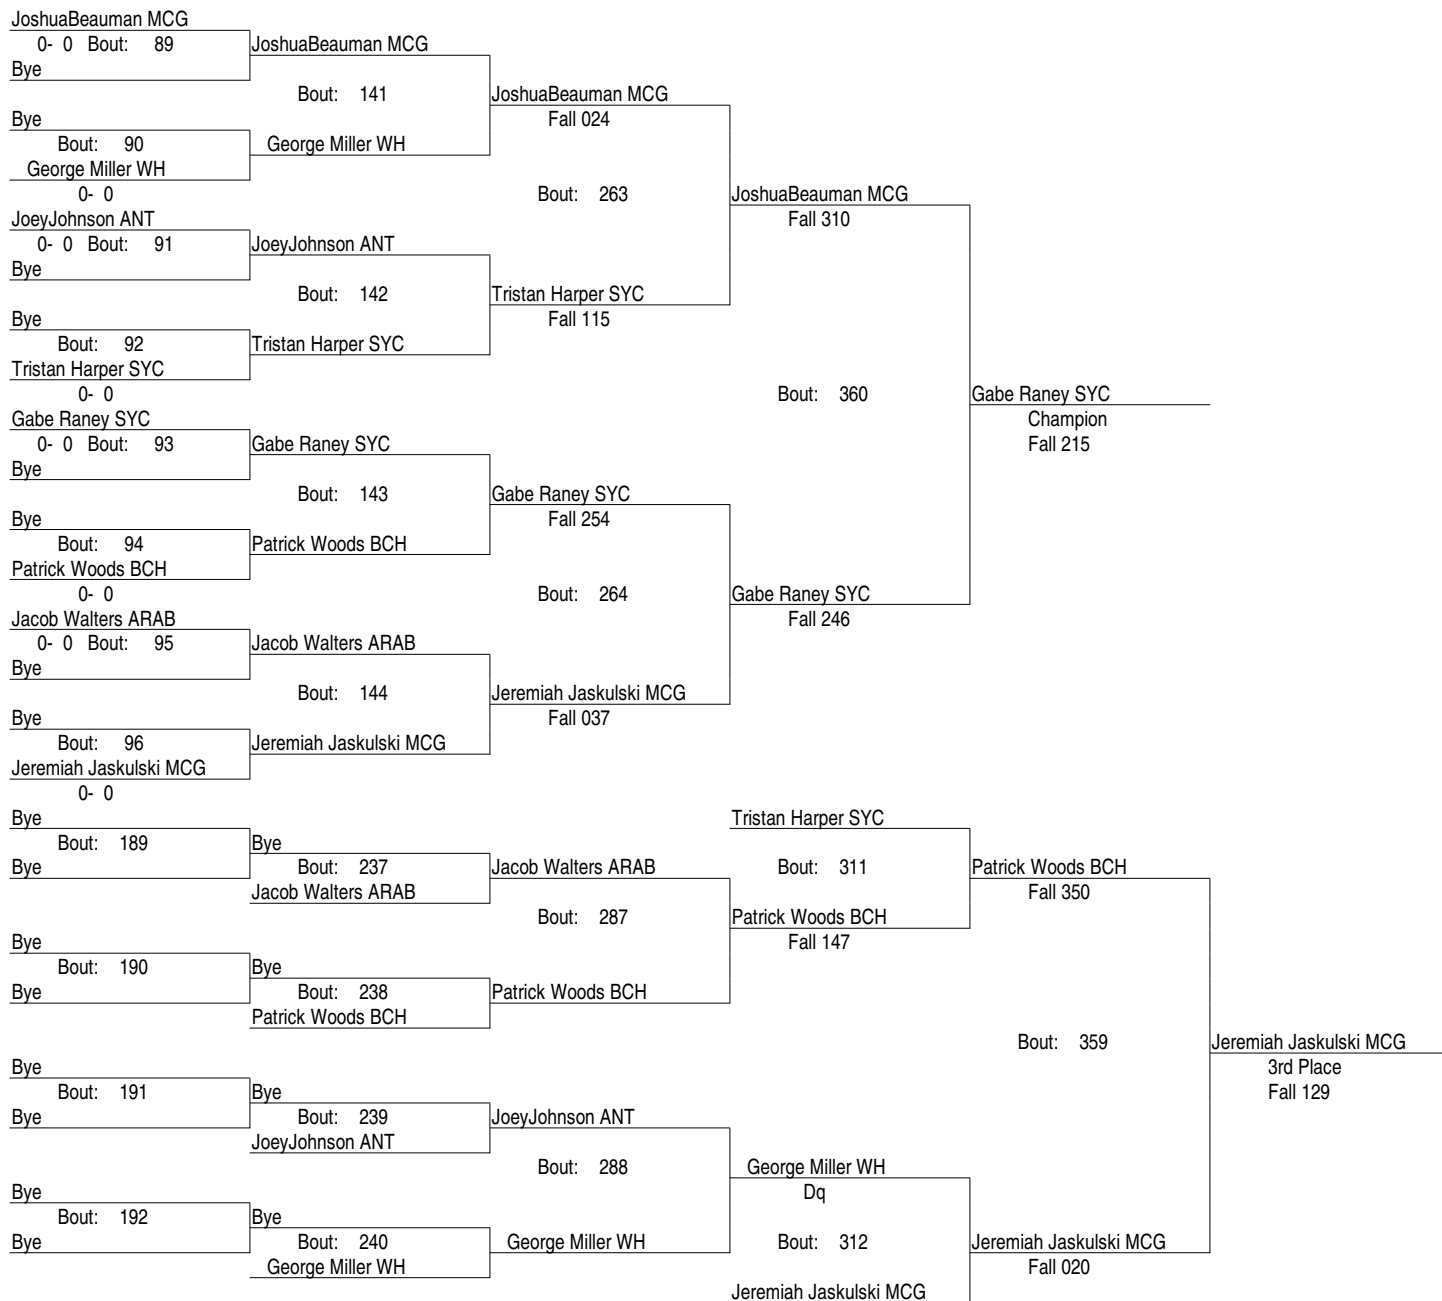 JoshuaBeauman MCG
0- 0 Bout: 89 JoshuaBeauman MCG
Bye
Bout: 141 JoshuaBeauman MCG
Bye Fall 024
Bout: 90 George Miller WH
George Miller WH
0- 0 Bout: 263 JoshuaBeauman MCG
JoeyJohnson ANT Fall 310
0- 0 Bout: 91 JoeyJohnson ANT
Bye
Bout: 142 Tristan Harper SYC
Bye Fall 115
Bout: 92 Tristan Harper SYC
Tristan Harper SYC
0- 0 Bout: 360 Gabe Raney SYC
Gabe Raney SYC Champion
0- 0 Bout: 93 Gabe Raney SYC Fall 215
Bye
Bout: 143 Gabe Raney SYC
Bye Fall 254
Bout: 94 Patrick Woods BCH
Patrick Woods BCH
0- 0 Bout: 264 Gabe Raney SYC
Jacob Walters ARAB Fall 246
0- 0 Bout: 95 Jacob Walters ARAB
Bye
Bout: 144 Jeremiah Jaskulski MCG
Bye Fall 037
Bout: 96 Jeremiah Jaskulski MCG
Jeremiah Jaskulski MCG
0- 0
Bye Tristan Harper SYC
Bout: 189 Bye
Bye Bout: 237 Jacob Walters ARAB Bout: 311 Patrick Woods BCH
Jacob Walters ARAB Fall 350
Bout: 287 Patrick Woods BCH
Bye Fall 147
Bout: 190 Bye
Bye Bout: 238 Patrick Woods BCH
Patrick Woods BCH
Bout: 359 Jeremiah Jaskulski MCG
Bye 3rd Place
Bout: 191 Bye Fall 129
Bye Bout: 239 JoeyJohnson ANT
JoeyJohnson ANT
Bout: 288 George Miller WH
Bye Dq
Bout: 192 Bye
Bye Bout: 240 George Miller WH Bout: 312 Jeremiah Jaskulski MCG
George Miller WH Fall 020
Jeremiah Jaskulski MCG